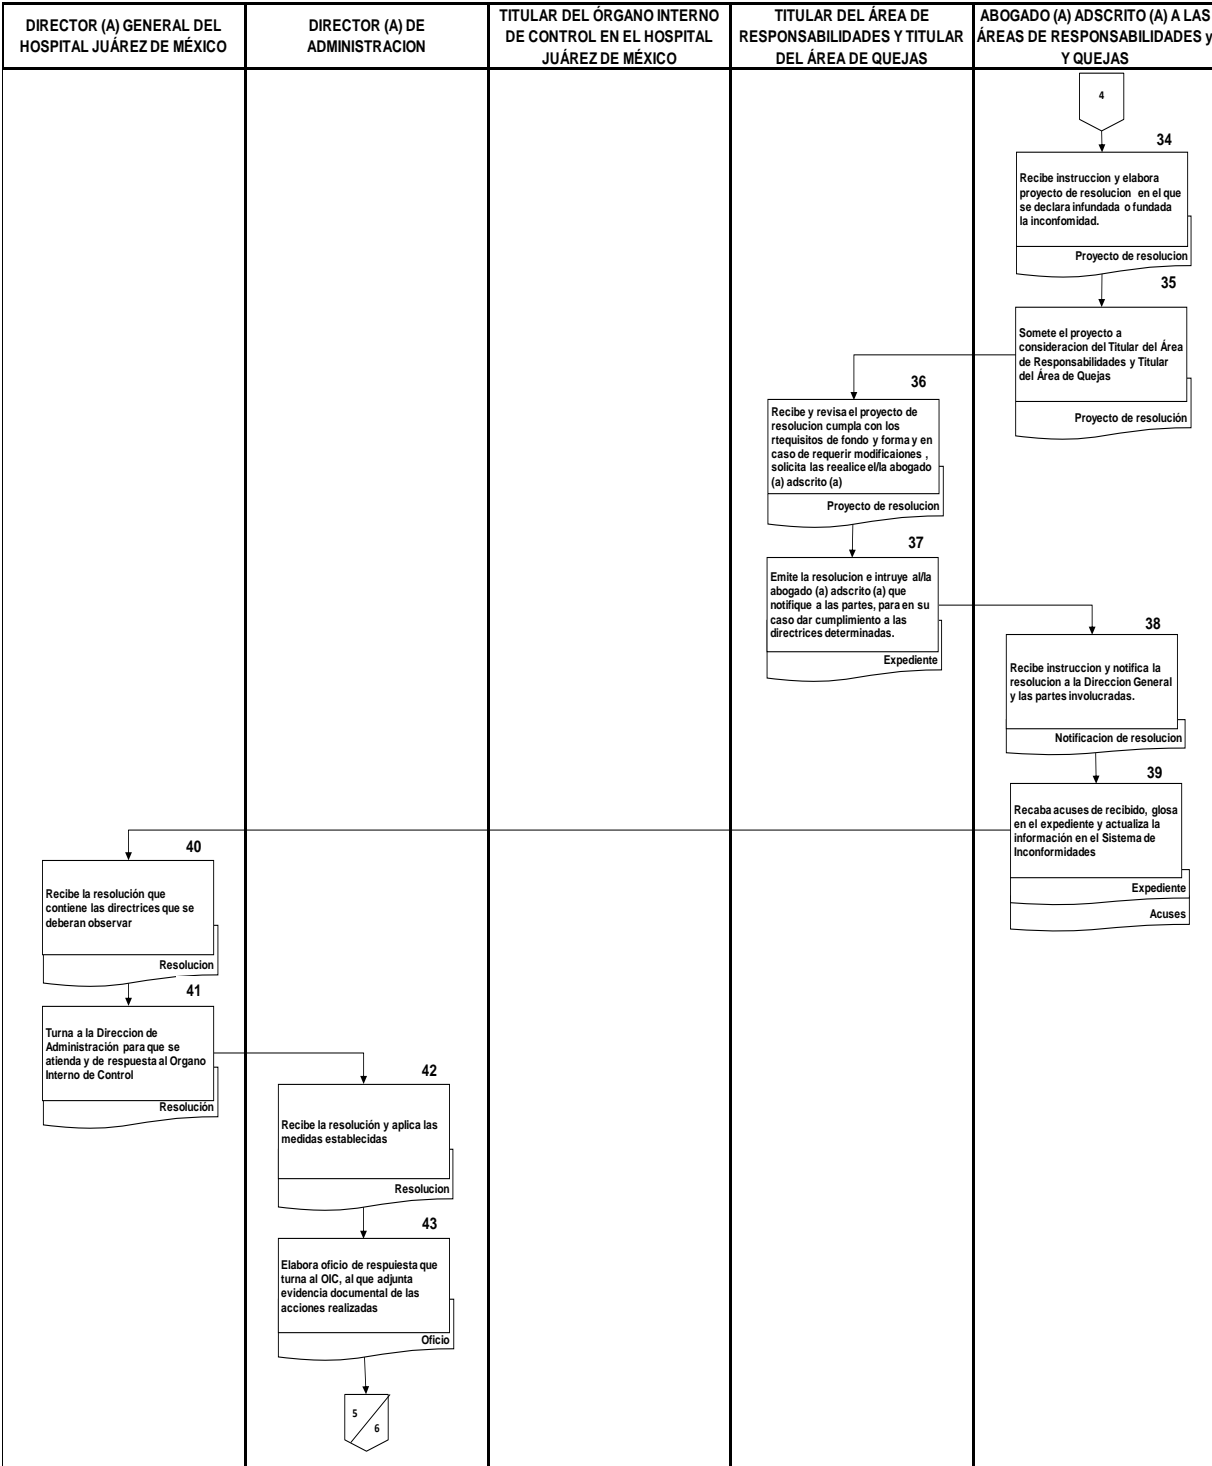 DIRECTOR (A) GENERAL DEL
HOSPITAL JUÁREZ DE MÉXICO
DIRECTOR (A) DE
ADMINISTRACION
TITULAR DEL ÓRGANO INTERNO
DE CONTROL EN EL HOSPITAL
JUÁREZ DE MÉXICO
TITULAR DEL ÁREA DE
RESPONSABILIDADES Y TITULAR
DEL ÁREA DE QUEJAS
ABOGADO (A) ADSCRITO (A) A LAS
ÁREAS DE RESPONSABILIDADES y
Y QUEJAS
4
34
Recibe instruccion y elabora
proyecto de resolucion en el que
se declara infundada o fundada
la inconfomidad.
Proyecto de resolucion
35
Somete el proyecto a
consideracion del Titular del Área
de Responsabilidades y Titular
del Área de Quejas
Proyecto de resolución
36
Recibe y revisa el proyecto de
resolucion cumpla con los
rtequisitos de fondo y forma y en
caso de requerir modificaiones ,
solicita las reealice el/la abogado
(a) adscrito (a)
Proyecto de resolucion
37
Emite la resolucion e intruye al/la
abogado (a) adscrito (a) que
notifique a las partes, para en su
caso dar cumplimiento a las
directrices determinadas.
Expediente
38
Recibe instruccion y notifica la
resolucion a la Direccion General
y las partes involucradas.
Notificacion de resolucion
39
Recaba acuses de recibido, glosa
en el expediente y actualiza la
información en el Sistema de
Inconformidades
Expediente
Acuses
40
Recibe la resolución que
contiene las directrices que se
deberan observar
Resolucion
41
Turna a la Direccion de
Administración para que se
atienda y de respuesta al Organo
Interno de Control
Resolución
42
Recibe la resolución y aplica las
medidas establecidas
Resolucion
43
Elabora oficio de respuiesta que
turna al OIC, al que adjunta
evidencia documental de las
acciones realizadas
Oficio
5
6